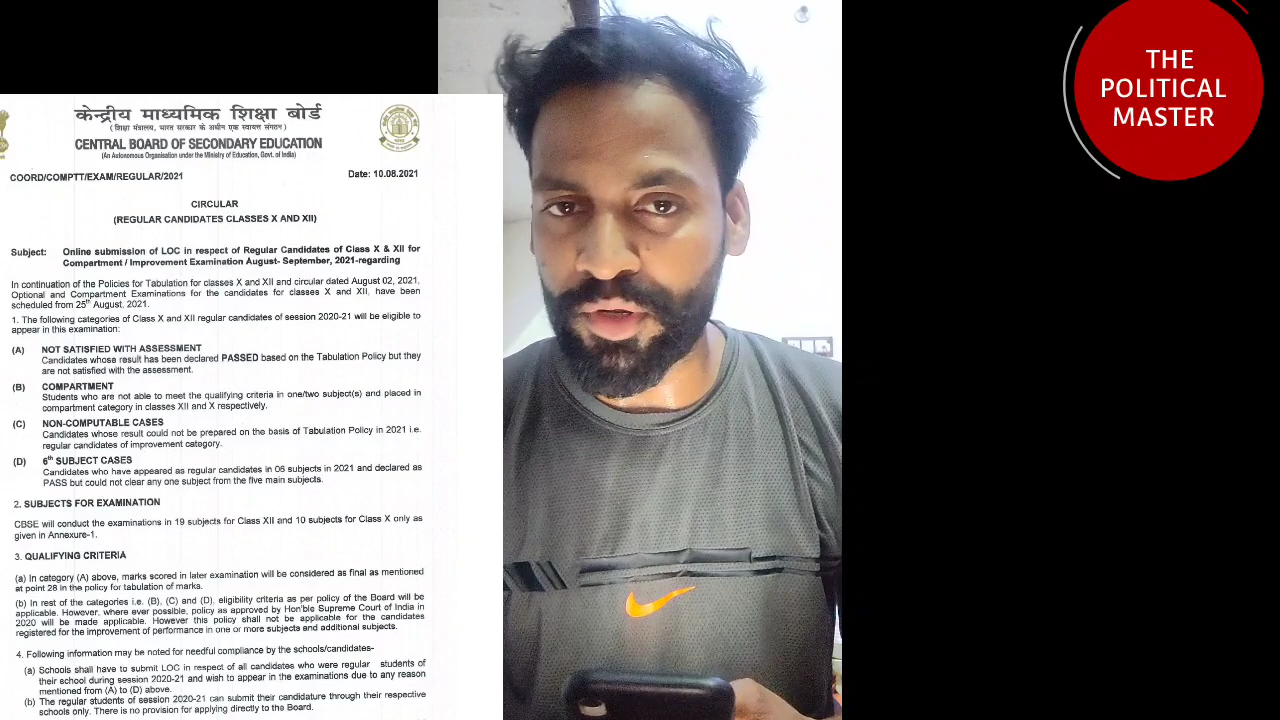 केन्द्रीय माध्यमिक शिक्षा बोर्ड
(शिक्षा मंत्रालय, भारत सरकार के अधीन एक स्वायत्त संगठन)
CENTRAL BOARD OF SECONDARY EDUCATION
(An Autonomous Organisation under the Ministry of Education, Govt. of India)
COORD/COMPTT/EXAM/REGULAR/2021
Date: 10.08.2021
CIRCULAR
(REGULAR CANDIDATES CLASSES X AND XII)
Subject: Online submission of LOC in respect of Regular Candidates of Class X & XII for
Compartment / Improvement Examination August- September, 2021-regarding
In continuation of the Policies for Tabulation for classes X and XII and circular dated August 02, 2021,
Optional and Compartment Examinations for the candidates for classes X and XII, have been
scheduled from 25th August, 2021.
1. The following categories of Class X and XII regular candidates of session 2020-21 will be eligible to
appear in this examination:
(A) NOT SATISFIED WITH ASSESSMENT
Candidates whose result has been declared PASSED based on the Tabulation Policy but they
are not satisfied with the assessment.
(B) COMPARTMENT
Students who are not able to meet the qualifying criteria in one/two subject(s) and placed in
compartment category in classes XII and X respectively.
(C) NON-COMPUTABLE CASES
Candidates whose result could not be prepared on the basis of Tabulation Policy in 2021 i.e.
regular candidates of improvement category.
(D) 6th SUBJECT CASES
Candidates who have appeared as regular candidates in 06 subjects in 2021 and declared as
PASS but could not clear any one subject from the five main subjects.
2. SUBJECTS FOR EXAMINATION
CBSE will conduct the examinations in 19 subjects for Class XII and 10 subjects for Class X only as
given in Annexure-1.
3. QUALIFYING CRITERIA
(a) In category (A) above, marks scored in later examination will be considered as final as mentioned
at point 28 in the policy for tabulation of marks.
(b) In rest of the categories i.e. (B), (C) and (D), eligibility criteria as per policy of the Board will be
applicable. However, where ever possible, policy as approved by Hon'ble Supreme Court of India in
2020 will be made applicable. However this policy shall not be applicable for the candidates
registered for the improvement of performance in one or more subjects and additional subjects.
4. Following information may be noted for needful compliance by the schools/candidates-
(a) Schools shall have to submit LOC in respect of all candidates who were regular students of
their school during session 2020-21 and wish to appear in the examinations due to any reason
mentioned from (A) to (D) above.
(b) The regular students of session 2020-21 can submit their candidature through their respective
schools only. There is no provision for applying directly to the Board.
THE
POLITICAL
MASTER